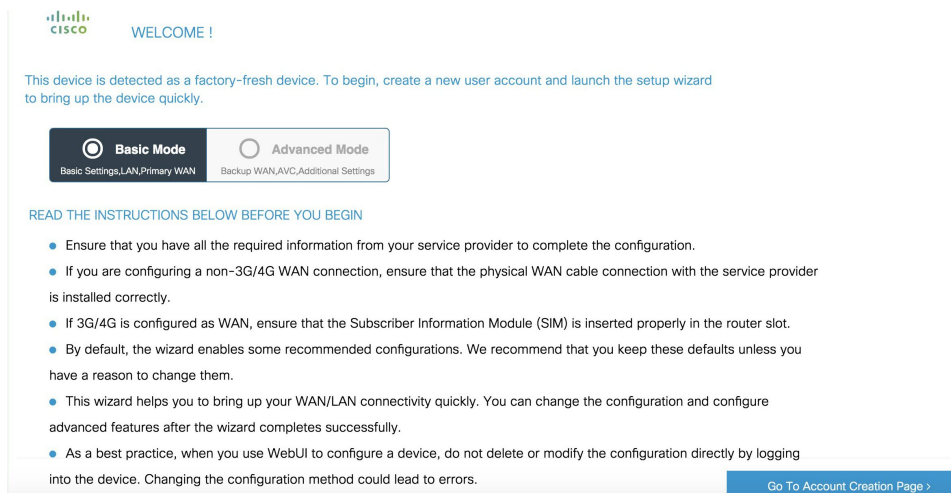 CISCO
WELCOME !
This device is detected as a factory-fresh device. To begin, create a new user account and launch the setup wizard
to bring up the device quickly.
Basic Mode
Basic Settings,LAN,Primary WAN
Advanced Mode
Backup WAN,AVC,Additional Settings
READ THE INSTRUCTIONS BELOW BEFORE YOU BEGIN
Ensure that you have all the required information from your service provider to complete the configuration.
If you are configuring a non-3G/4G WAN connection, ensure that the physical WAN cable connection with the service provider
is installed correctly.
If 3G/4G is configured as WAN, ensure that the Subscriber Information Module (SIM) is inserted properly in the router slot.
By default, the wizard enables some recommended configurations. We recommend that you keep these defaults unless you
have a reason to change them.
This wizard helps you to bring up your WAN/LAN connectivity quickly. You can change the configuration and configure
advanced features after the wizard completes successfully.
As a best practice, when you use WebUI to configure a device, do not delete or modify the configuration directly by logging
into the device. Changing the configuration method could lead to errors.
Go To Account Creation Page >